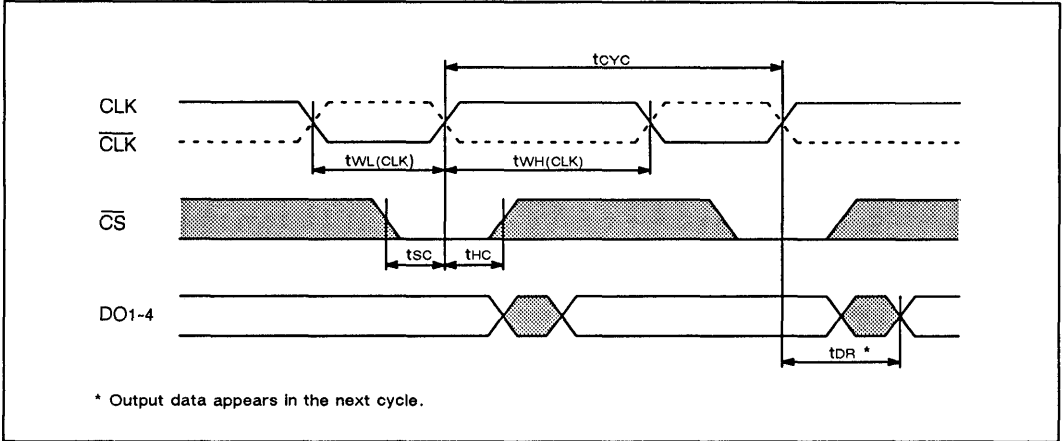 tCYC
CLK
CLK
tWL(CLK) tWH(CLK)
CS
tSC tHC
DO1~4
tDR *
* Output data appears in the next cycle.